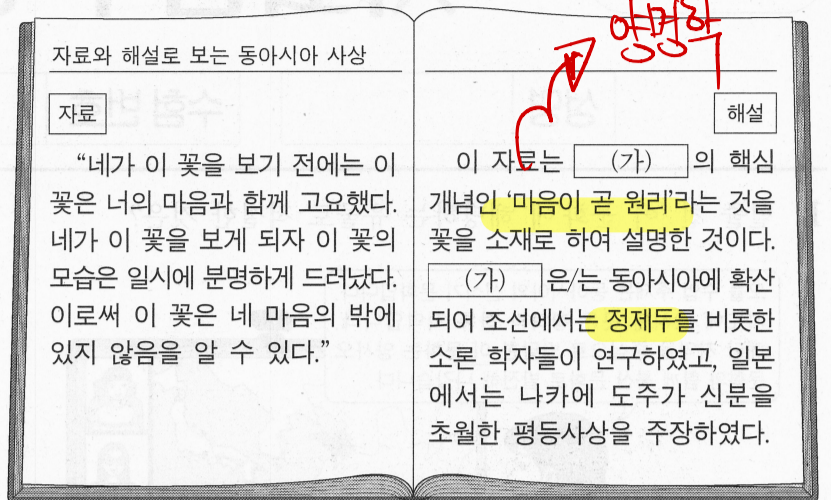 양명학
자료와 해설로 보는 동아시아 사상
자료
“네가 이 꽃을 보기 전에는 이
꽃은 너의 마음과 함께 고요했다.
네가 이 꽃을 보게 되자 이 꽃의
모습은 일시에 분명하게 드러났다.
이로써 이 꽃은 네 마음의 밖에
있지 않음을 알 수 있다.”
해설
이 자료는 (가) 의 핵심
개념인 ‘마음이 곧 원리’라는 것을
꽃을 소재로 하여 설명한 것이다.
(가) 은/는 동아시아에 확산
되어 조선에서는 정제두를 비롯한
소론 학자들이 연구하였고, 일본
에서는 나카에 도주가 신분을
초월한 평등사상을 주장하였다.